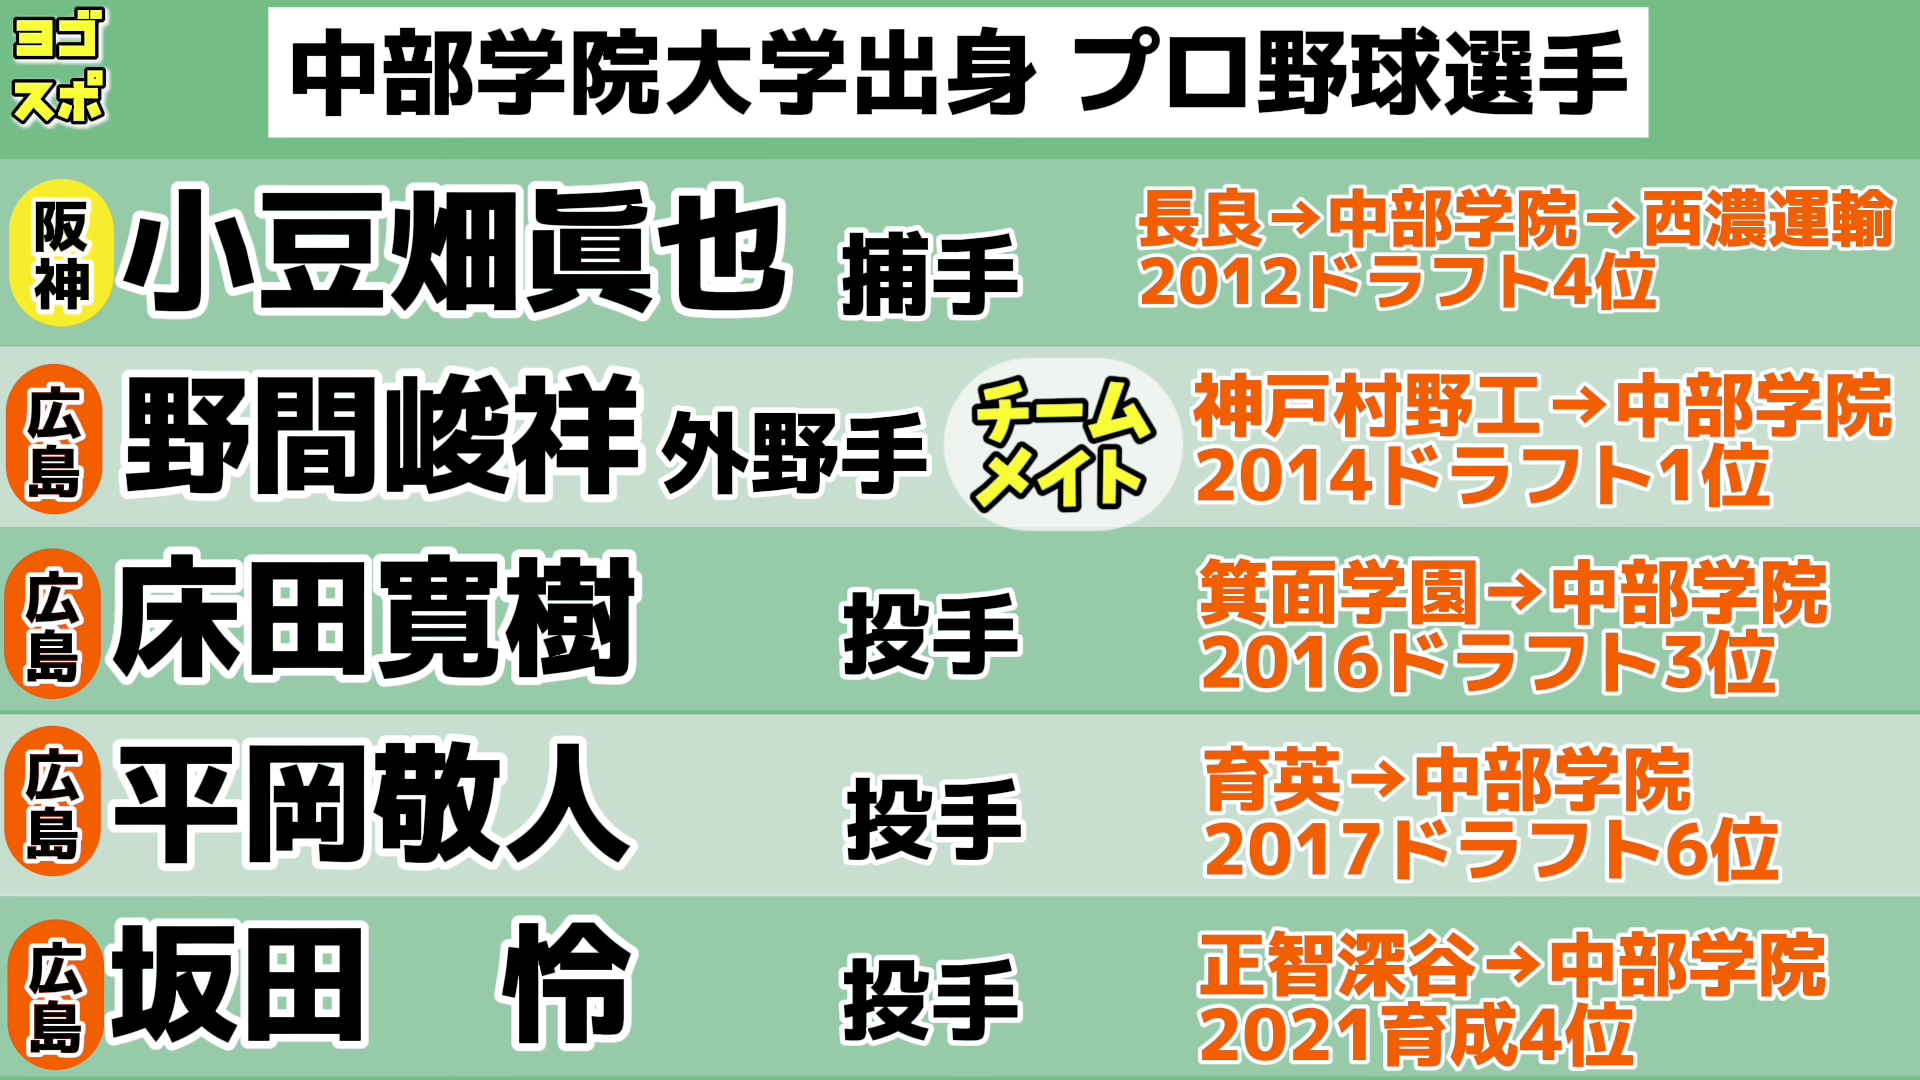 ヨゴ
スポ
中部学院大学出身 プロ野球選手
阪神
小豆畑眞也 捕手
長良→中部学院→西濃運輸
2012ドラフト4位
広島
野間峻祥 外野手
チーム
メイト
神戸村野工→中部学院
2014ドラフト1位
広島
床田寛樹 投手
箕面学園→中部学院
2016ドラフト3位
広島
平岡敬人 投手
育英→中部学院
2017ドラフト6位
広島
坂田 怜 投手
正智深谷→中部学院
2021育成4位